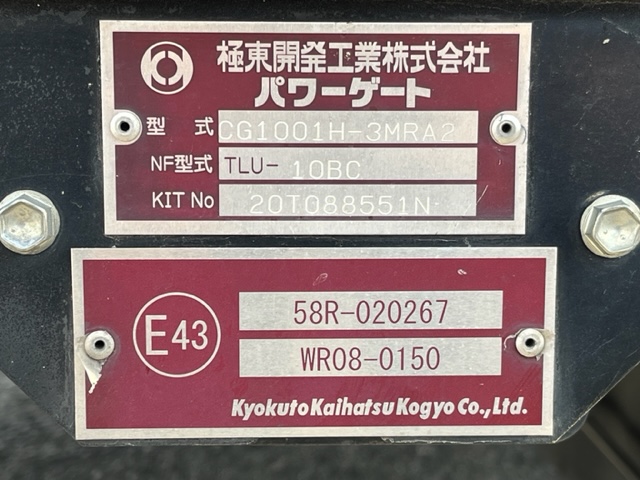 極東開発工業株式会社
パワーゲート
型 式 CG1001H-3MRA2
NF型式 TLU- 10BC
KIT No 20T088551N
E43
58R-020267
WR08-0150
Kyokuto Kaihatsu Kogyo Co.,Ltd.